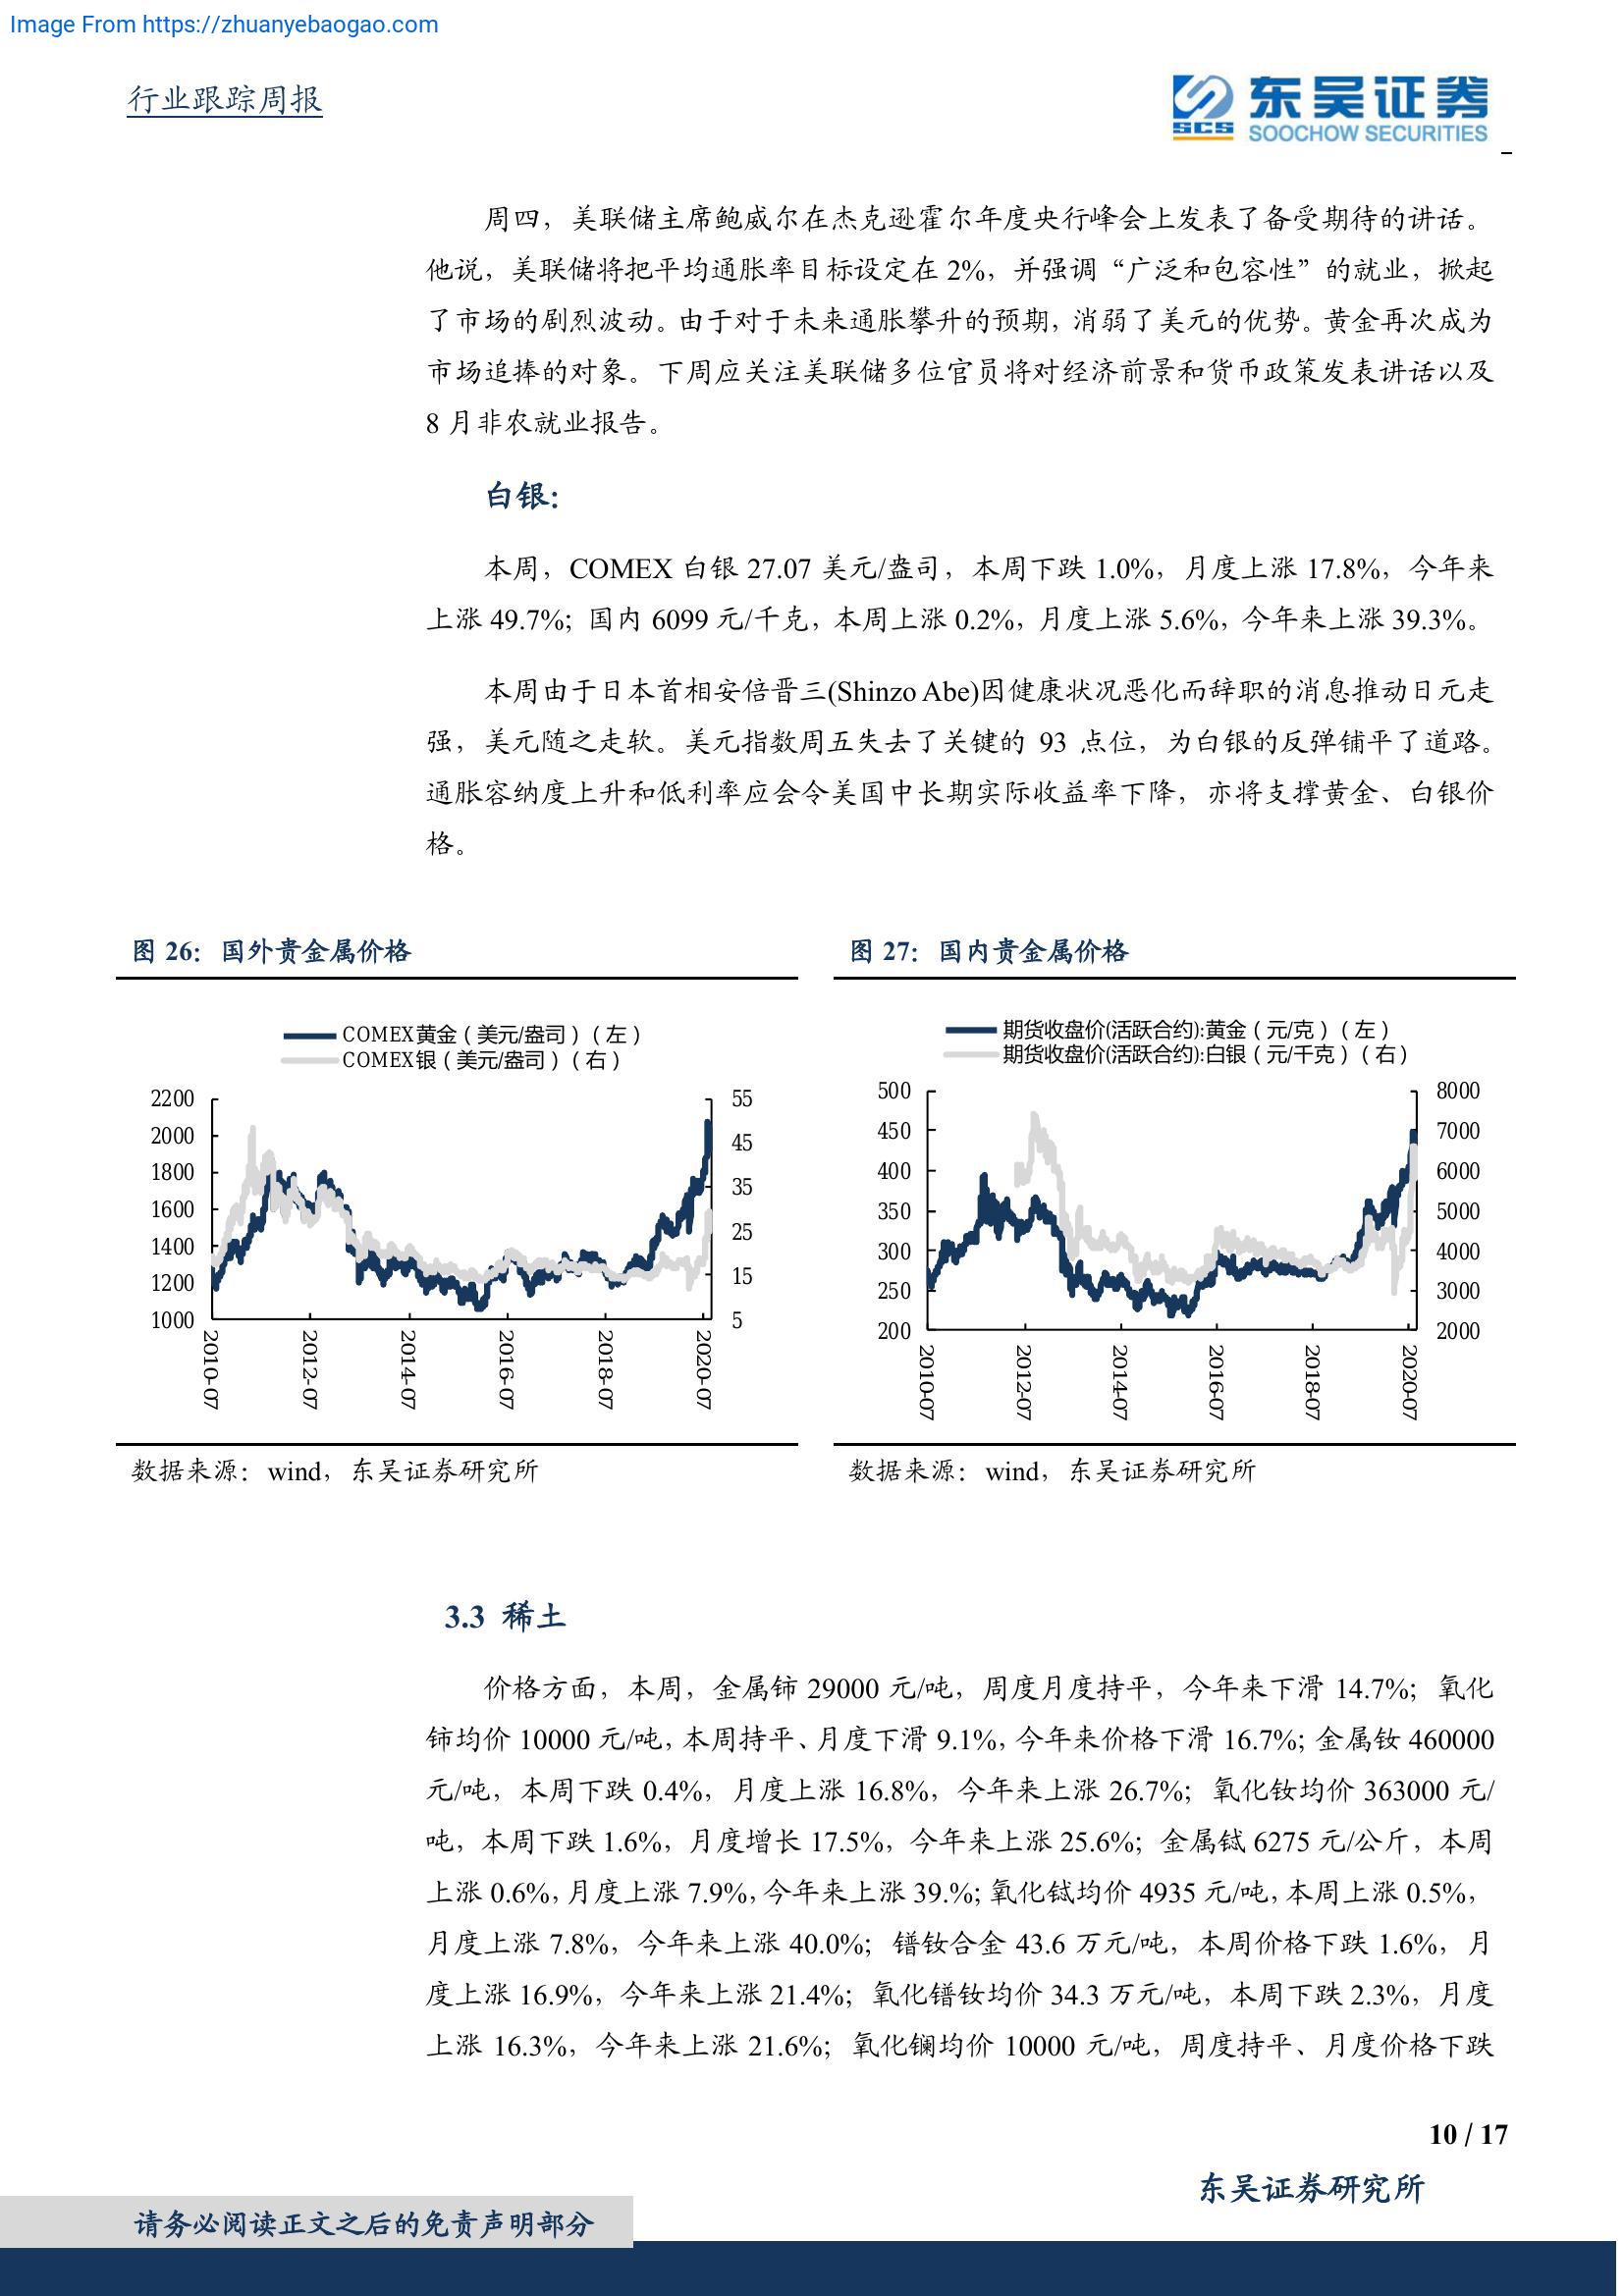 Image From https://zhuanyebaogao.com
行业跟踪周报
东吴证券
SCS
SOOCHOW SECURITIES
周四，美联储主席鲍威尔在杰克逊霍尔年度央行峰会上发表了备受期待的讲话。
他说，美联储将把平均通胀率目标设定在 2%，并强调“广泛和包容性”的就业，掀起
了市场的剧烈波动。由于对于未来通胀攀升的预期，消弱了美元的优势。黄金再次成为
市场追捧的对象。下周应关注美联储多位官员将对经济前景和货币政策发表讲话以及
8 月非农就业报告。
白银：
本周，COMEX 白银 27.07 美元/盎司，本周下跌 1.0%，月度上涨 17.8%，今年来
上涨 49.7%；国内 6099 元/千克，本周上涨 0.2%，月度上涨 5.6%，今年来上涨 39.3%。
本周由于日本首相安倍晋三(Shinzo Abe)因健康状况恶化而辞职的消息推动日元走
强，美元随之走软。美元指数周五失去了关键的 93 点位，为白银的反弹铺平了道路。
通胀容纳度上升和低利率应会令美国中长期实际收益率下降，亦将支撑黄金、白银价
格。
图 26：国外贵金属价格
COMEX黄金（美元/盎司）（左）
COMEX银（美元/盎司）（右）
2200
2000
1800
1600
1400
1200
1000
55
45
35
25
15
5
2010-07
2012-07
2014-07
2016-07
2018-07
2020-07
数据来源：wind，东吴证券研究所
图 27：国内贵金属价格
期货收盘价(活跃合约):黄金（元/克）（左）
期货收盘价(活跃合约):白银（元/千克）（右）
500
450
400
350
300
250
200
8000
7000
6000
5000
4000
3000
2000
2010-07
2012-07
2014-07
2016-07
2018-07
2020-07
数据来源：wind，东吴证券研究所
3.3 稀土
价格方面，本周，金属铈 29000 元/吨，周度月度持平，今年来下滑 14.7%；氧化
铈均价 10000 元/吨，本周持平、月度下滑 9.1%，今年来价格下滑 16.7%；金属钕 460000
元/吨，本周下跌 0.4%，月度上涨 16.8%，今年来上涨 26.7%；氧化钕均价 363000 元/
吨，本周下跌 1.6%，月度增长 17.5%，今年来上涨 25.6%；金属铽 6275 元/公斤，本周
上涨 0.6%，月度上涨 7.9%，今年来上涨 39.%；氧化铽均价 4935 元/吨，本周上涨 0.5%，
月度上涨 7.8%，今年来上涨 40.0%；镨钕合金 43.6 万元/吨，本周价格下跌 1.6%，月
度上涨 16.9%，今年来上涨 21.4%；氧化镨钕均价 34.3 万元/吨，本周下跌 2.3%，月度
上涨 16.3%，今年来上涨 21.6%；氧化镧均价 10000 元/吨，周度持平、月度价格下跌
10 / 17
东吴证券研究所
请务必阅读正文之后的免责声明部分